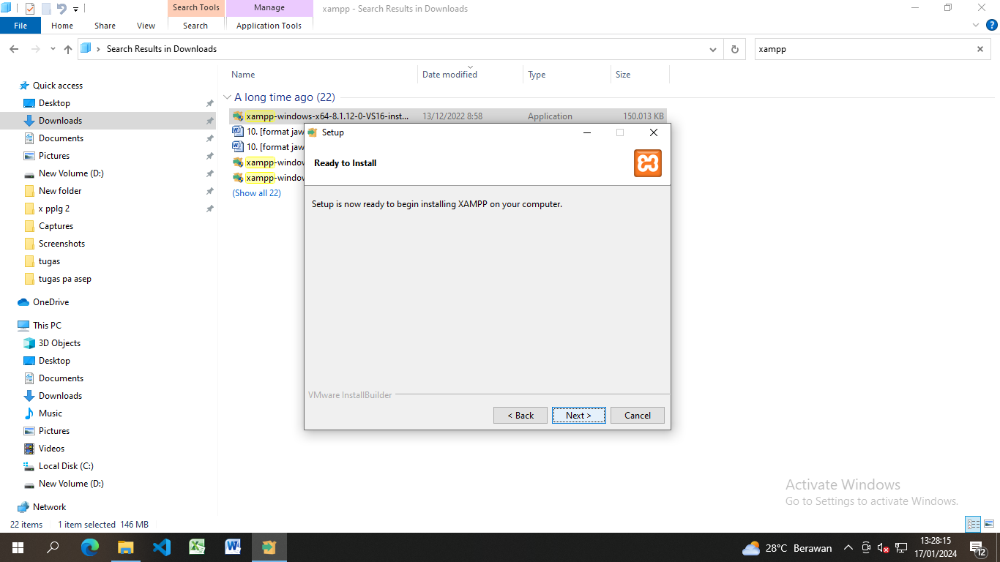 Search Tools Manage xampp - Search Results in Downloads
File Home Share View Search Application Tools
Search Results in Downloads xampp
Name Date modified Type Size
Quick access
Desktop
Downloads
Documents
Pictures
New Volume (D:)
New folder
x pplg 2
Captures
Screenshots
tugas
tugas pa asep
OneDrive
This PC
3D Objects
Desktop
Documents
Downloads
Music
Pictures
Videos
Local Disk (C:)
New Volume (D:)
Network
A long time ago (22)
xampp-windows-x64-8.1.12-0-VS16-inst... 13/12/2022 8:58 Application 150.013 KB
10. [format jaw
10. [format jaw
xampp-windov
xampp-windov
(Show all 22)
Setup
Ready to Install
Setup is now ready to begin installing XAMPP on your computer.
VMware InstallBuilder
< Back Next > Cancel
Activate Windows
Go to Settings to activate Windows.
22 items 1 item selected 146 MB
28°C Berawan
13:28:15
17/01/2024
12